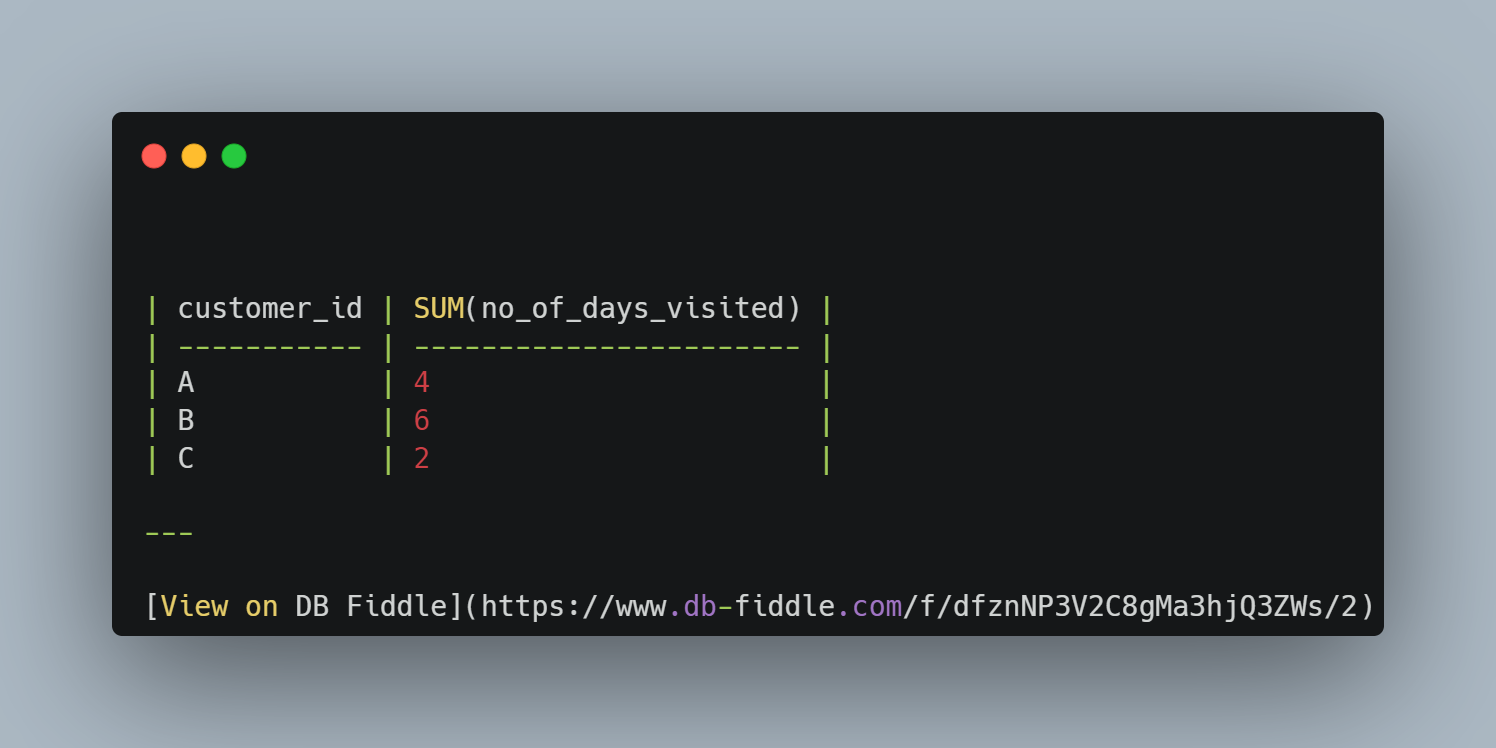 | customer_id | SUM(no_of_days_visited) |
| ----------- | ----------------------- |
| A           | 4                       |
| B           | 6                       |
| C           | 2                       |
---
[View on DB Fiddle](https://www.db-fiddle.com/f/dfznNP3V2C8gMa3hjQ3ZWs/2)